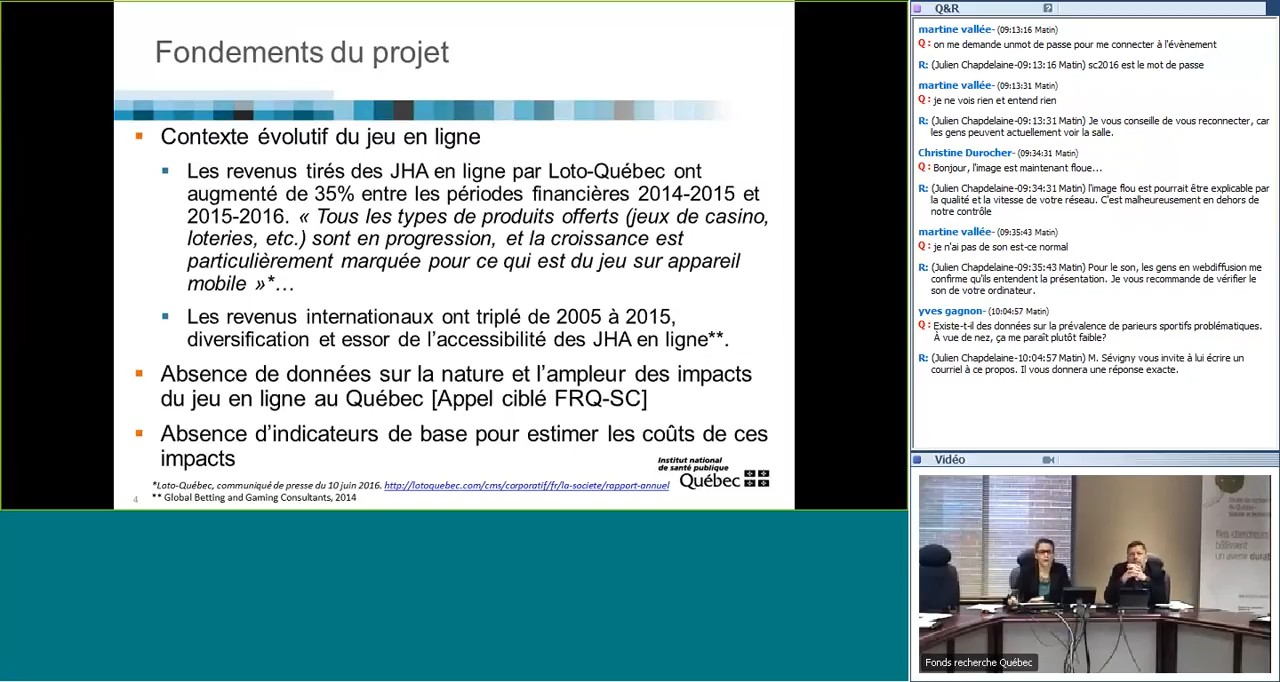 Fondements du projet
Contexte évolutif du jeu en ligne
Les revenus tirés des JHA en ligne par Loto-Québec ont
augmenté de 35% entre les périodes financières 2014-2015 et
2015-2016. « Tous les types de produits offerts (jeux de casino,
loteries, etc.) sont en progression, et la croissance est
particulièrement marquée pour ce qui est du jeu sur appareil
mobile »*…
Les revenus internationaux ont triplé de 2005 à 2015,
diversification et essor de l’accessibilité des JHA en ligne**.
Absence de données sur la nature et l’ampleur des impacts
du jeu en ligne au Québec [Appel ciblé FRQ-SC]
Absence d’indicateurs de base pour estimer les coûts de ces
impacts
Institut national
de santé publique
Québec
*Loto-Québec, communiqué de presse du 10 juin 2016. http://lotoquebec.com/cms/corporatif/fr/la-societe/rapport-annuel
** Global Betting and Gaming Consultants, 2014
4
Q&R
martine vallée- (09:13:16 Matin)
Q : on me demande unmot de passe pour me connecter à l'évènement
R: (Julien Chapdelaine-09:13:16 Matin) sc2016 est le mot de passe
martine vallée- (09:13:31 Matin)
Q : je ne vois rien et entend rien
R: (Julien Chapdelaine-09:13:31 Matin) Je vous conseille de vous reconnecter, car
les gens peuvent actuellement voir la salle.
Christine Durocher- (09:34:31 Matin)
Q : Bonjour, l'image est maintenant floue...
R: (Julien Chapdelaine-09:34:31 Matin) l'image flou est pourrait être explicable par
la qualité et la vitesse de votre réseau. C'est malheureusement en dehors de
notre contrôle
martine vallée- (09:35:43 Matin)
Q : je n'ai pas de son est-ce normal
R: (Julien Chapdelaine-09:35:43 Matin) Pour le son, les gens en webdiffusion me
confirme qu'ils entendent la présentation. Je vous recommande de vérifier le
son de votre ordinateur.
yves gagnon- (10:04:57 Matin)
Q : Existe-t-il des données sur la prévalence de parieurs sportifs problématiques.
À vue de nez, ça me paraît plutôt faible?
R: (Julien Chapdelaine-10:04:57 Matin) M. Sévigny vous invite à lui écrire un
courriel à ce propos. Il vous donnera une réponse exacte.
Vidéo
Nos chercheurs
bâtissent
un avenir durable
Fonds recherche Québec